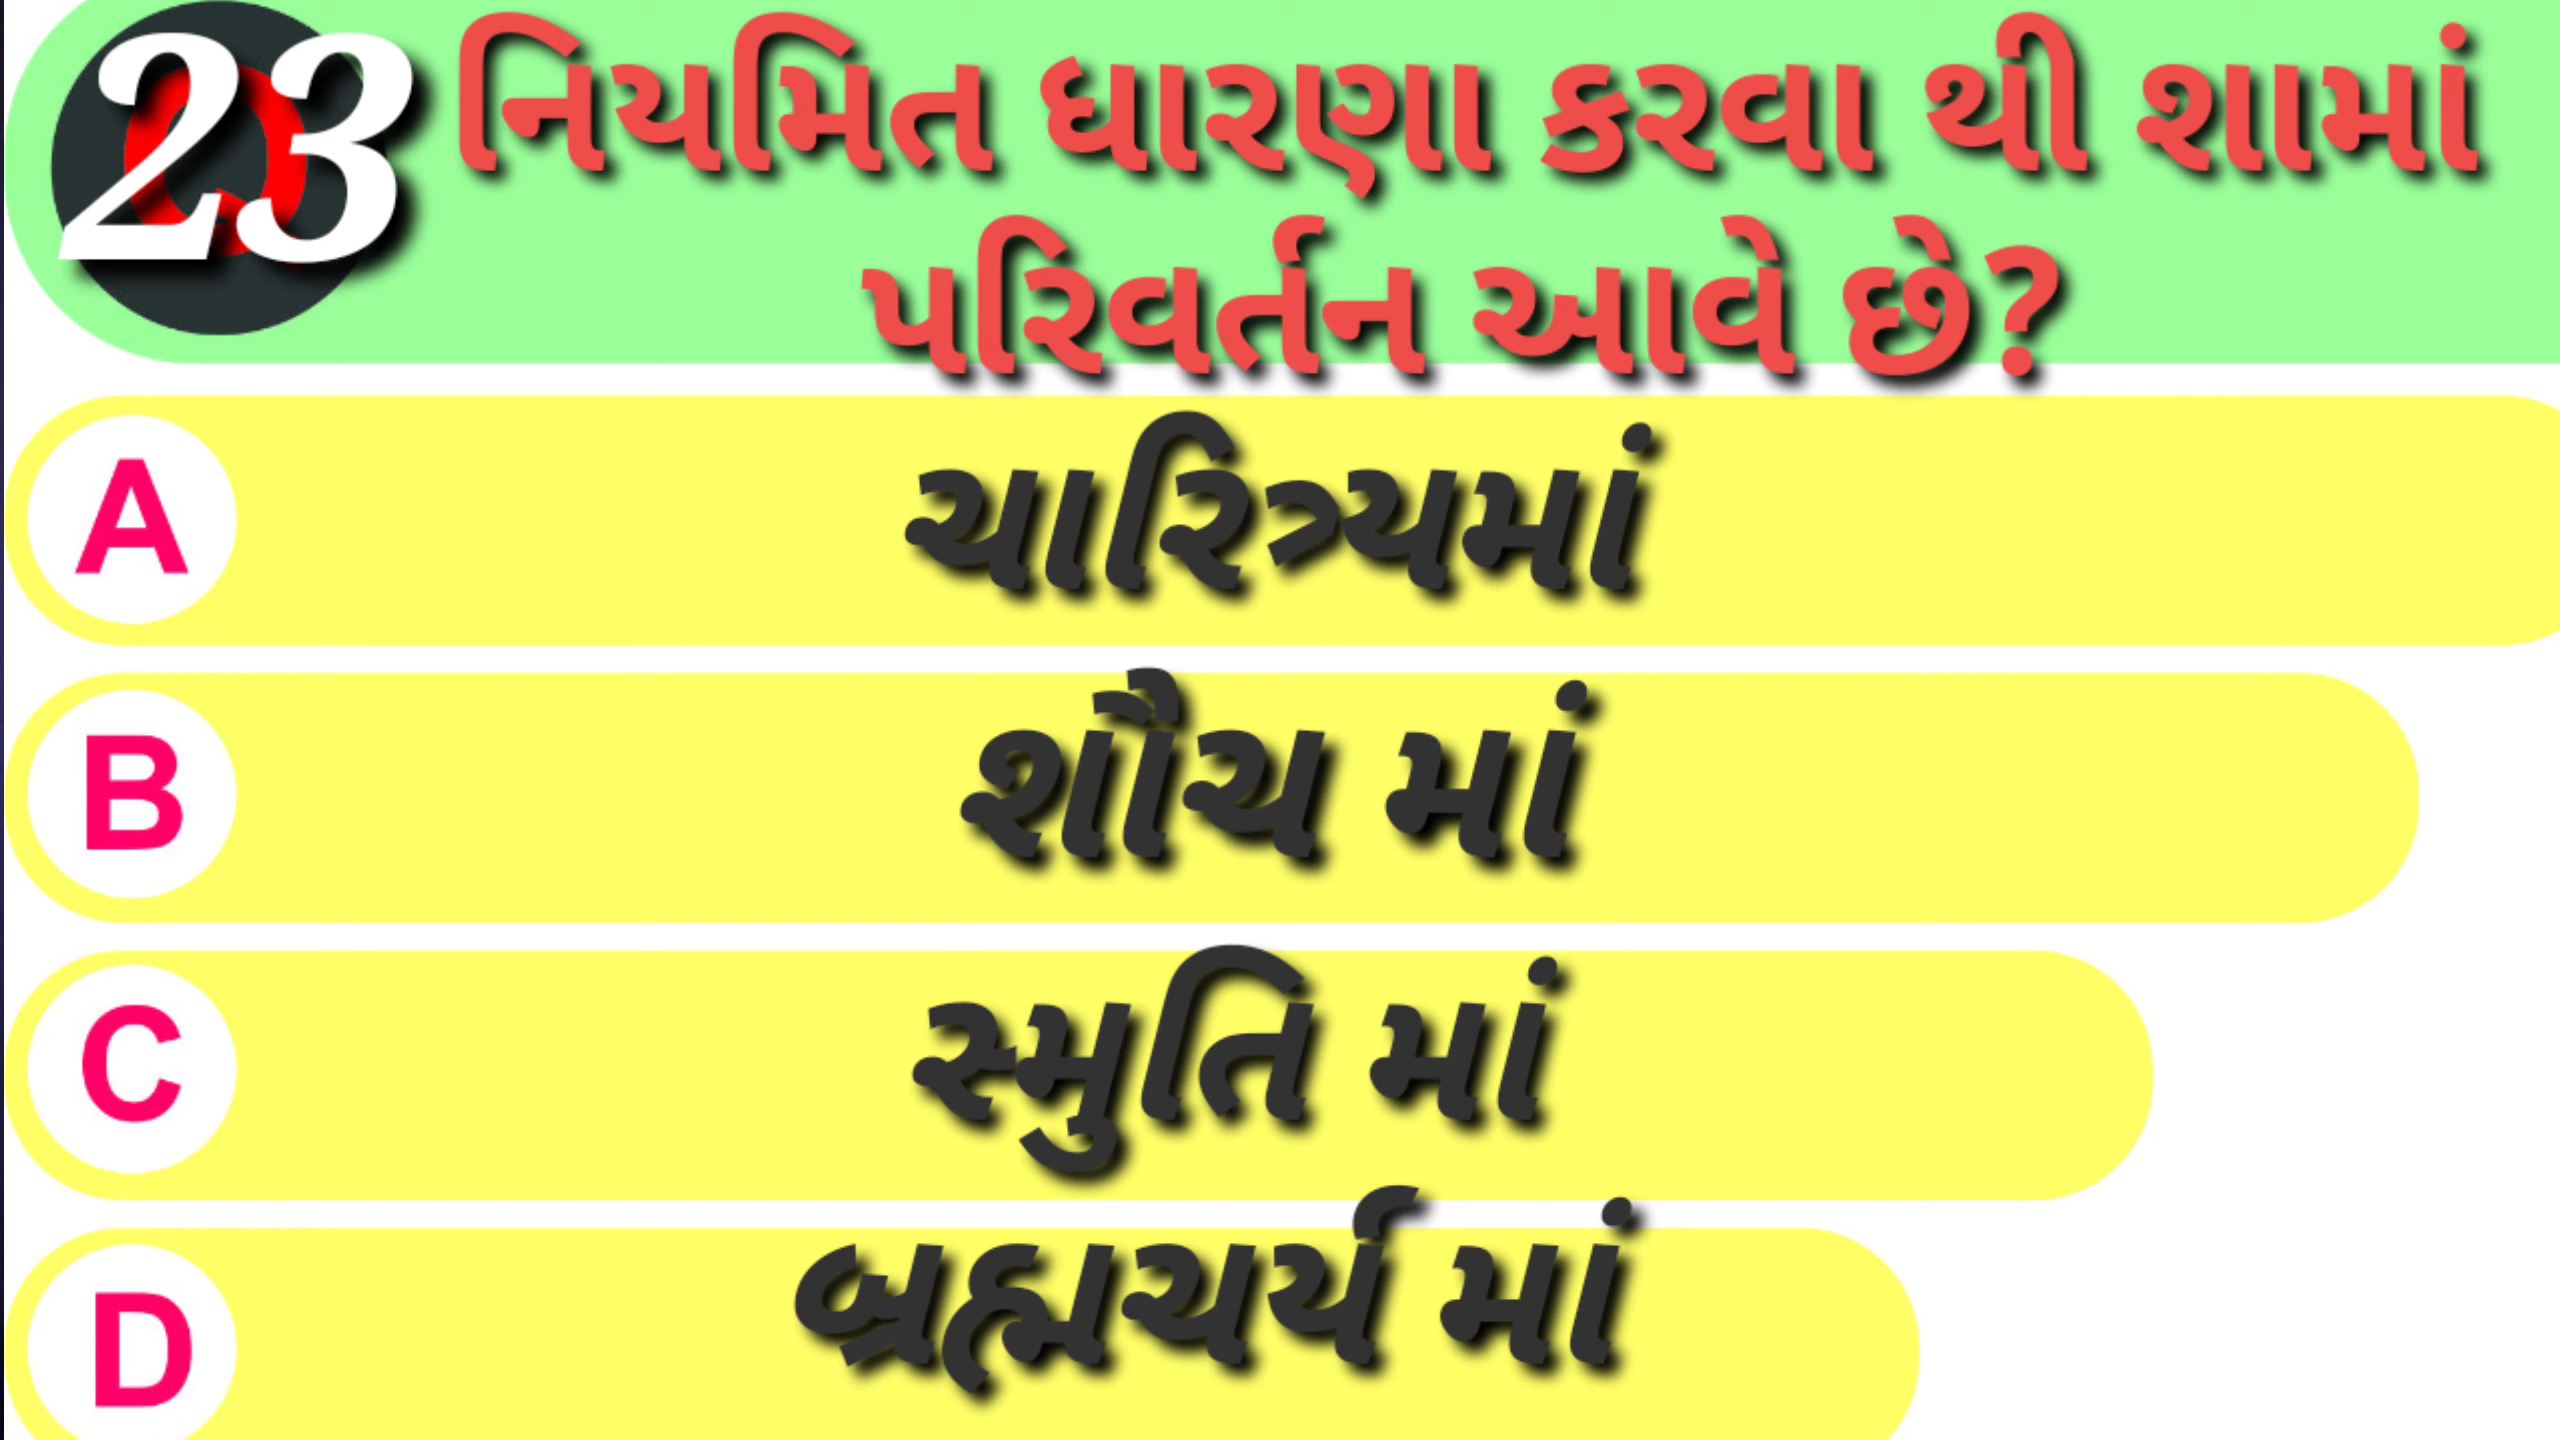 23 નિયમિત ધારણા કરવા થી શામાં
પરિવર્તન આવે છે?
A ચારિત્ર્યમાં
B શૌચ માં
C સ્મુતિ માં
D બ્રહ્મચર્ય માં